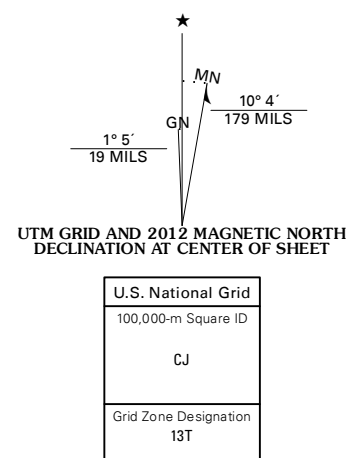 ★
MN
10° 4´
179 MILS
GN
1° 5´
19 MILS
UTM GRID AND 2012 MAGNETIC NORTH
DECLINATION AT CENTER OF SHEET
U.S. National Grid
100,000-m Square ID
CJ
Grid Zone Designation
13T